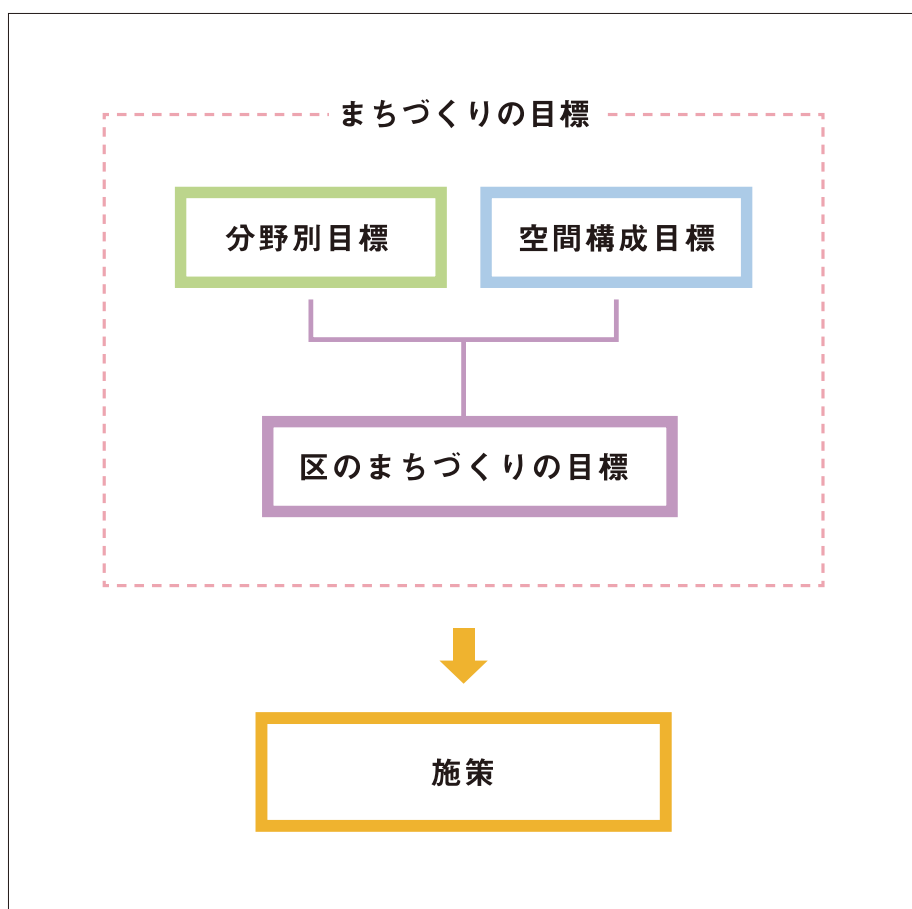 まちづくりの目標
分野別目標
空間構成目標
区のまちづくりの目標
施策